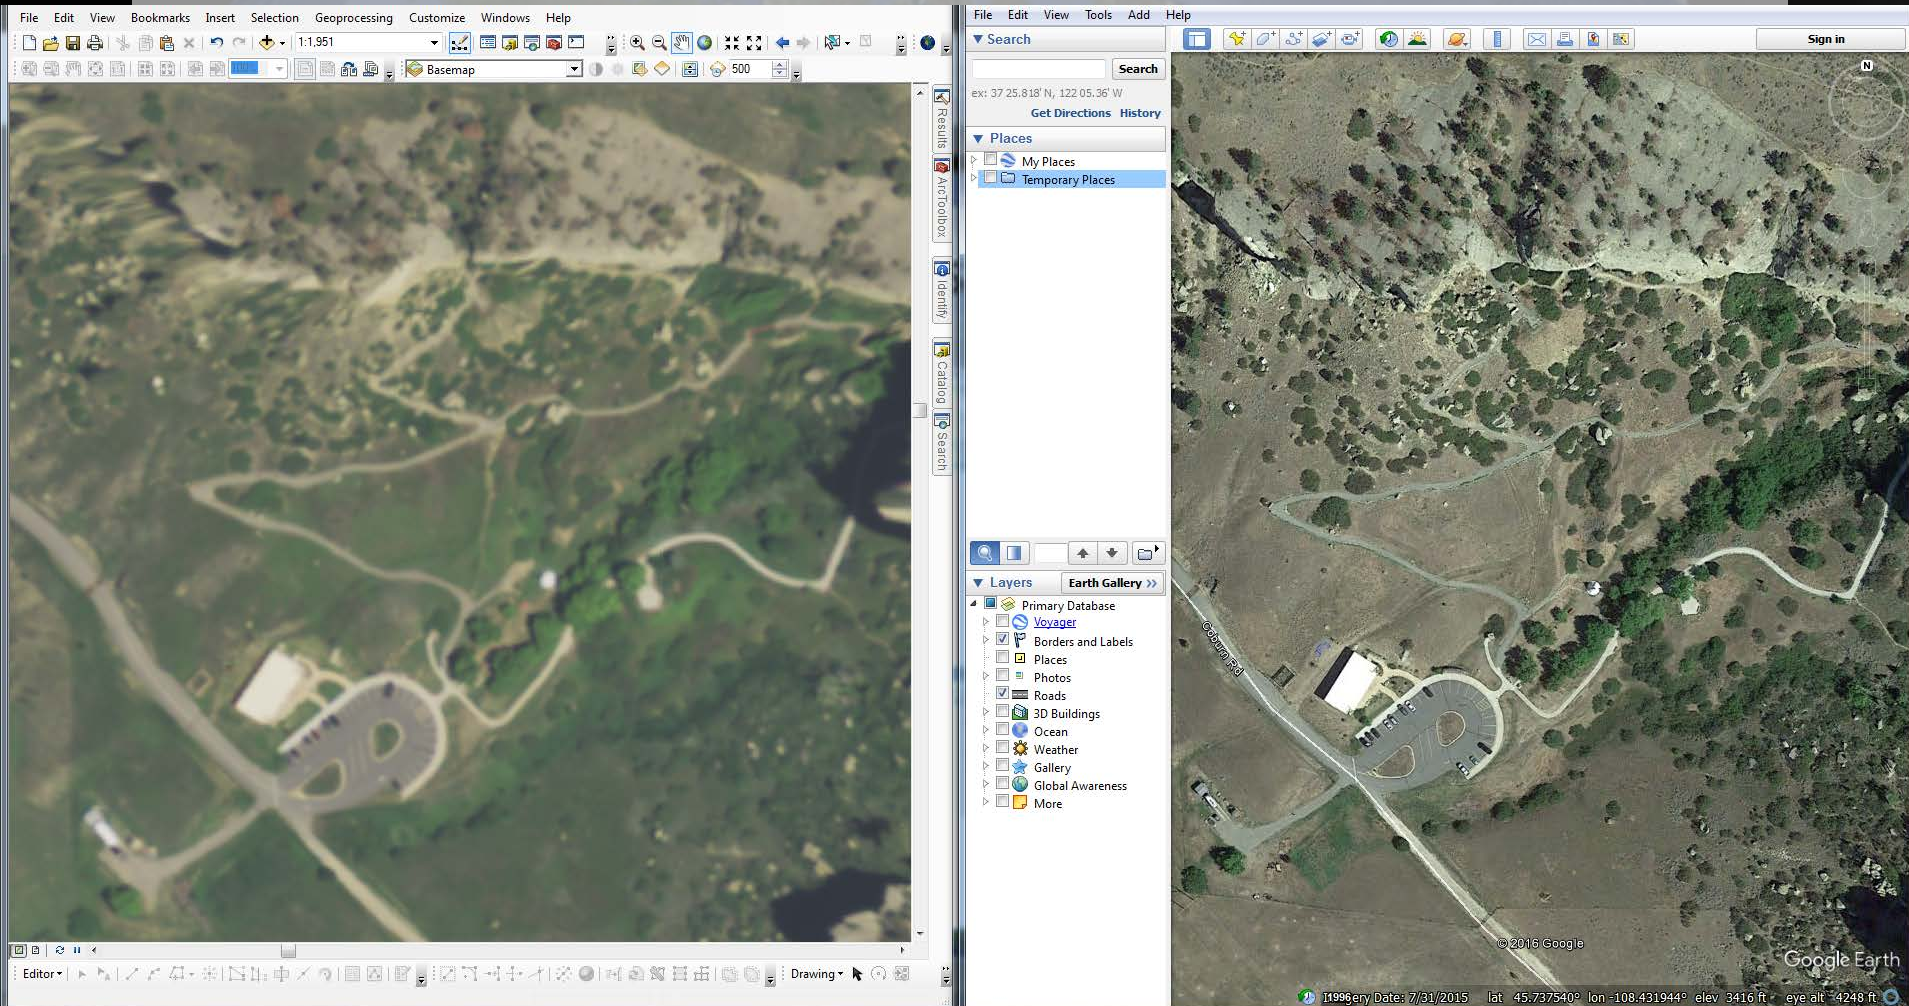 File Edit View Bookmarks Insert Selection Geoprocessing Customize Windows Help
1:1,951
Basemap
500
Results
ArcToolbox
Identify
Catalog
Search
Editor
Drawing
File Edit View Tools Add Help
Search
Sign in
Search
ex: 37 25.818' N, 122 05.36' W
Get Directions History
Places
My Places
Temporary Places
Layers
Earth Gallery >>
Primary Database
Voyager
Borders and Labels
Places
Photos
Roads
3D Buildings
Ocean
Weather
Gallery
Global Awareness
More
N
Coburn Rd
© 2016 Google
Google Earth
1996
gery Date: 7/31/2015 lat 45.737540° lon -108.431944° elev 3416 ft eye alt 4248 ft